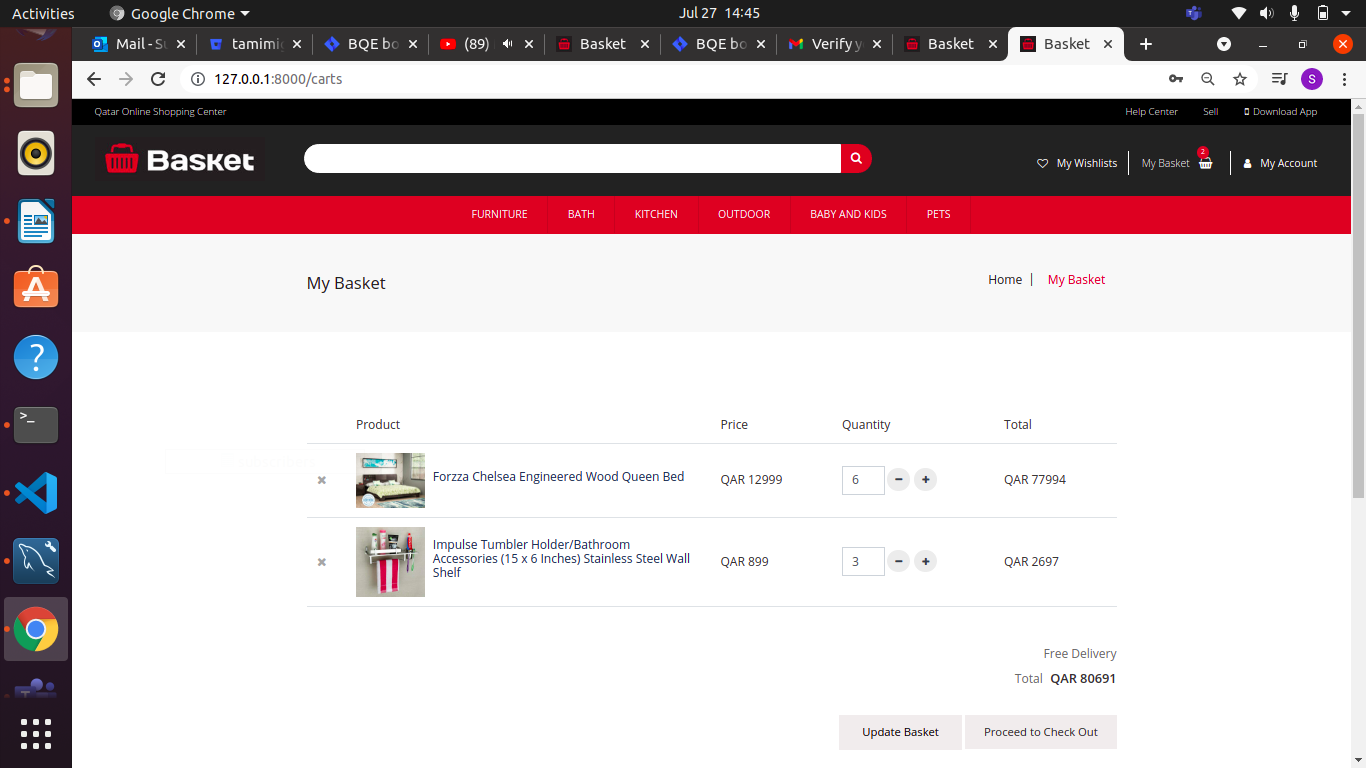 Activities
Google Chrome
Jul 27 14:45
Mail - Su
tamimig
BQE bo
(89)
Basket
BQE bo
Verify y
Basket
Basket
127.0.0.1:8000/carts
S
Qatar Online Shopping Center
Help Center
Sell
Download App
Basket
My Wishlists
My Basket
2
My Account
FURNITURE
BATH
KITCHEN
OUTDOOR
BABY AND KIDS
PETS
My Basket
Home
My Basket
Product
Price
Quantity
Total
Forzza Chelsea Engineered Wood Queen Bed
QAR 12999
6
QAR 77994
Impulse Tumbler Holder/Bathroom
Accessories (15 x 6 Inches) Stainless Steel Wall
Shelf
QAR 899
3
QAR 2697
Free Delivery
Total QAR 80691
Update Basket
Proceed to Check Out